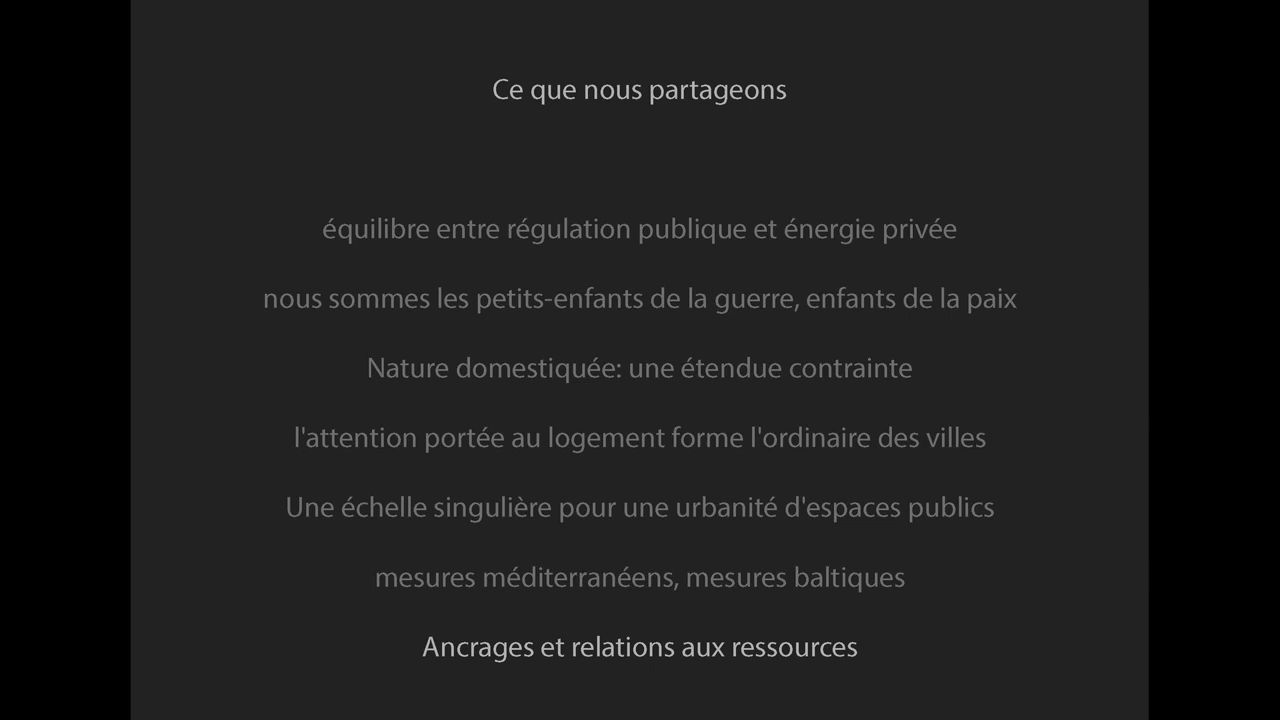 Ce que nous partageons
équilibre entre régulation publique et énergie privée
nous sommes les petits-enfants de la guerre, enfants de la paix
Nature domestiquée: une étendue contrainte
l'attention portée au logement forme l'ordinaire des villes
Une échelle singulière pour une urbanité d'espaces publics
mesures méditerranéens, mesures baltiques
Ancrages et relations aux ressources